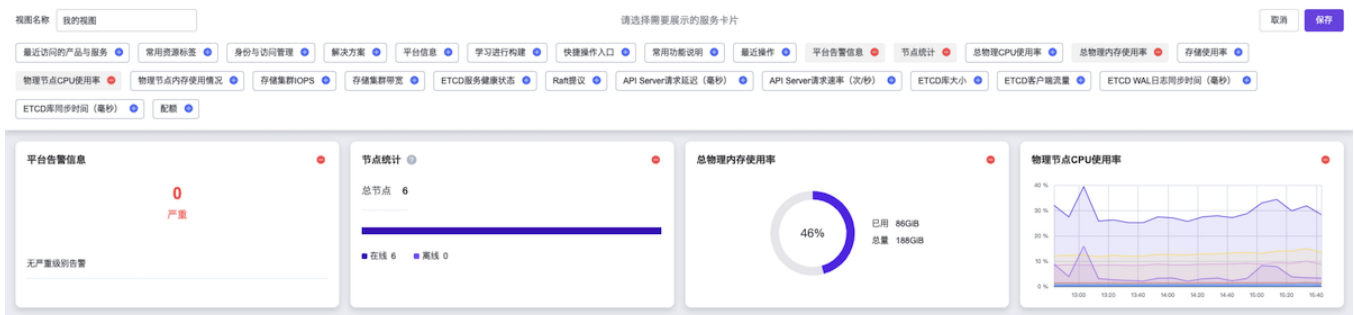 视图名称 我的视图 请选择需要展示的服务卡片 取消 保存
最近访问的产品与服务 常用资源标签 身份与访问管理 解决方案 平台信息 学习进行构建 快捷操作入口 常用功能说明 最近操作 平台告警信息 节点统计 总物理CPU使用率 总物理内存使用率 存储使用率
物理节点CPU使用率 物理节点内存使用情况 存储集群IOPS 存储集群带宽 ETCD服务健康状态 Raft提议 API Server请求延迟（毫秒） API Server请求速率（次/秒） ETCD库大小 ETCD客户端流量 ETCD WAL日志同步时间（毫秒）
ETCD库同步时间（毫秒） 配额
平台告警信息
0
严重
无严重级别告警
节点统计 ?
总节点 6
在线 6 离线 0
总物理内存使用率
46%
已用 86GiB
总量 188GiB
物理节点CPU使用率
40 %
30 %
20 %
10 %
0 %
13:00 13:20 13:40 14:00 14:20 14:40 15:00 15:20 15:40